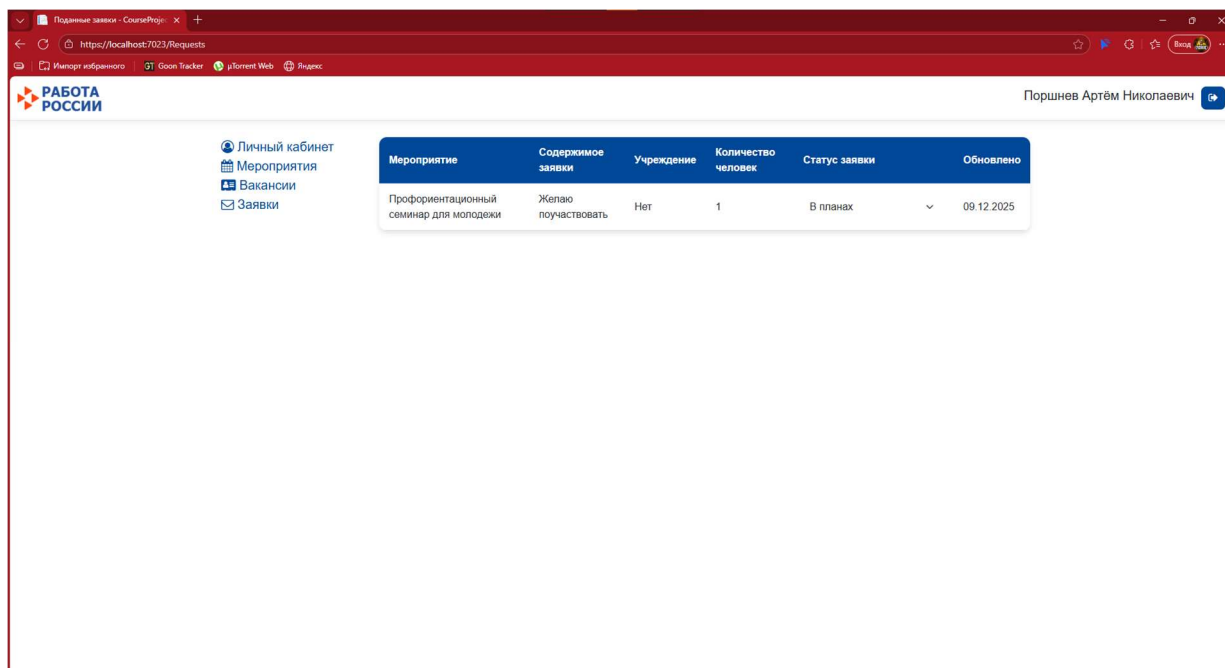 Поданные заявки - CourseProjec
https://localhost:7023/Requests
Вход
Импорт избранного GT Goon Tracker µTorrent Web Яндекс
РАБОТА
РОССИИ
Поршнев Артём Николаевич
Личный кабинет
Мероприятия
Вакансии
Заявки
Мероприятие Содержимое заявки Учреждение Количество человек Статус заявки Обновлено
Профориентационный семинар для молодежи Желаю поучаствовать Нет 1 В планах 09.12.2025